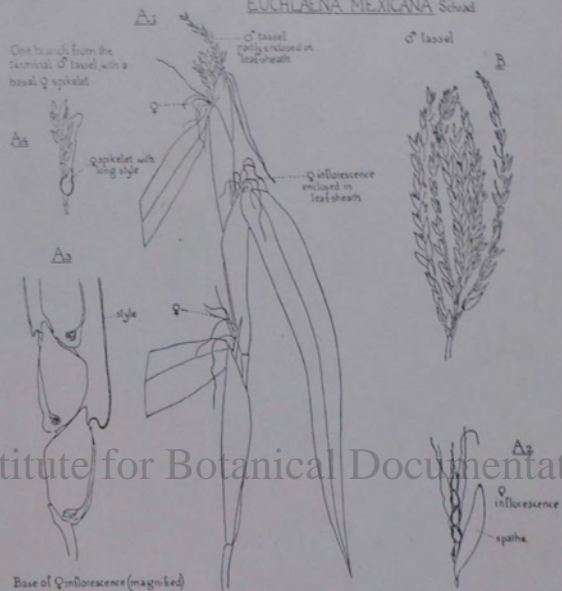 EUCHLAENA MEXICANA Schrad
A1
♂ tassel
partly enclosed in
leaf sheath
♂ tassel
One branch from the
terminal ♂ tassel, with a
basal ♀ spikelet
B
♀
A4
♀ spikelet with
long style
♀ inflorescence
enclosed in
leaf sheath
A3
style
♀
A2
♀
inflorescence
spathe
titute for Botanical Documentat
Base of ♀ inflorescence (magnified)